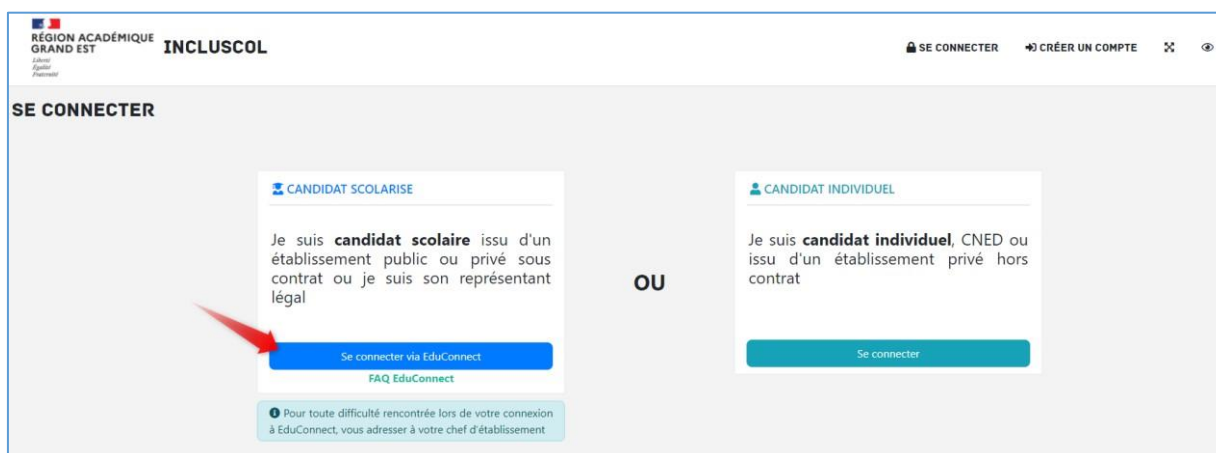 RÉGION ACADÉMIQUE
GRAND EST
Liberté
Égalité
Fraternité
INCLUSCOL
SE CONNECTER
CRÉER UN COMPTE
SE CONNECTER
CANDIDAT SCOLARISE
Je suis candidat scolaire issu d'un
établissement public ou privé sous
contrat ou je suis son représentant
légal
Se connecter via EduConnect
FAQ EduConnect
Pour toute difficulté rencontrée lors de votre connexion
à EduConnect, vous adresser à votre chef d'établissement
OU
CANDIDAT INDIVIDUEL
Je suis candidat individuel, CNED ou
issu d'un établissement privé hors
contrat
Se connecter